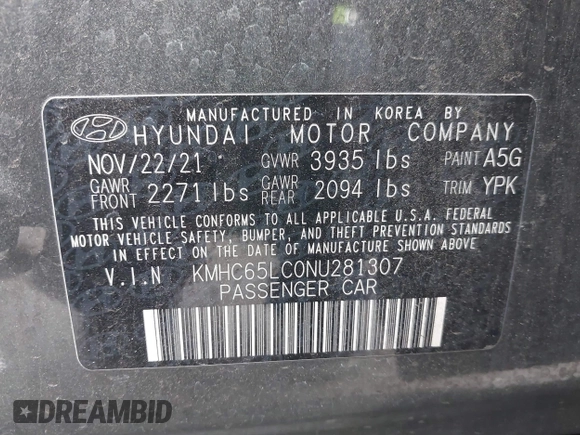 MANUFACTURED IN KOREA BY
HYUNDAI MOTOR COMPANY
NOV/22/21 GVWR 3935 lbs PAINT A5G
GAWR FRONT 2271 lbs GAWR REAR 2094 lbs TRIM YPK
THIS VEHICLE CONFORMS TO ALL APPLICABLE U.S.A. FEDERAL
MOTOR VEHICLE SAFETY, BUMPER, AND THEFT PREVENTION
STANDARDS IN EFFECT ON THE DATE OF MANUFACTURE SHOWN ABOVE.
V.I.N KMHC65LC0NU281307
PASSENGER CAR
DREAMBID